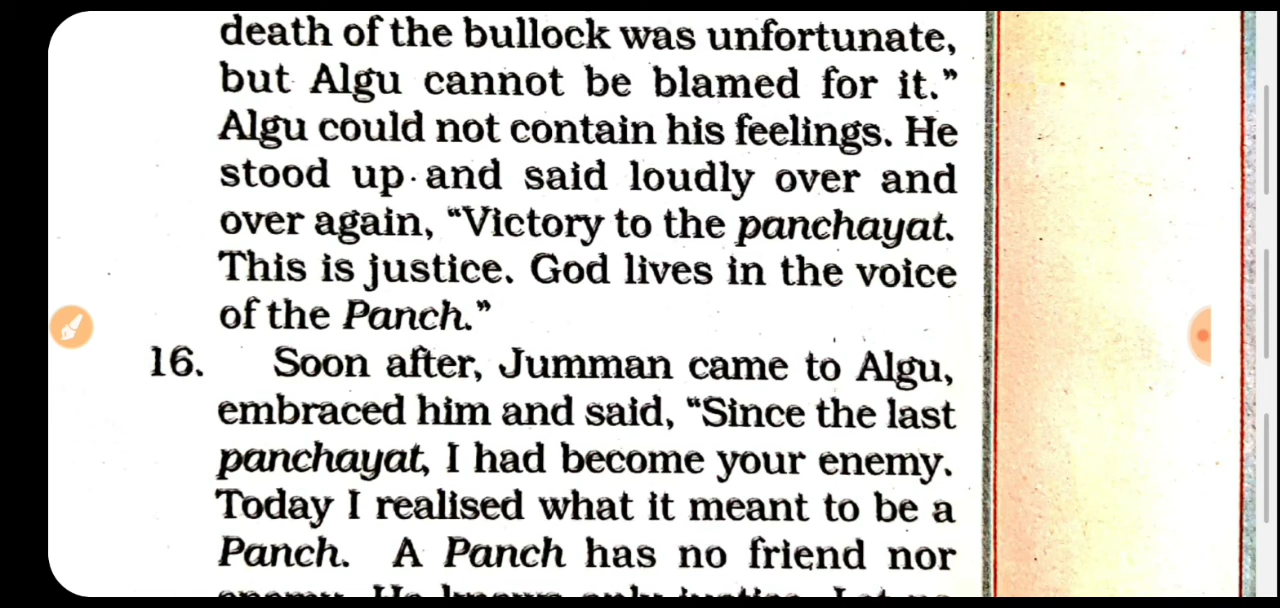 death of the bullock was unfortunate,
but Algu cannot be blamed for it.”
Algu could not contain his feelings. He
stood up and said loudly over and
over again, “Victory to the panchayat.
This is justice. God lives in the voice
of the Panch.”
16. Soon after, Jumman came to Algu,
embraced him and said, “Since the last
panchayat, I had become your enemy.
Today I realised what it meant to be a
Panch. A Panch has no friend nor